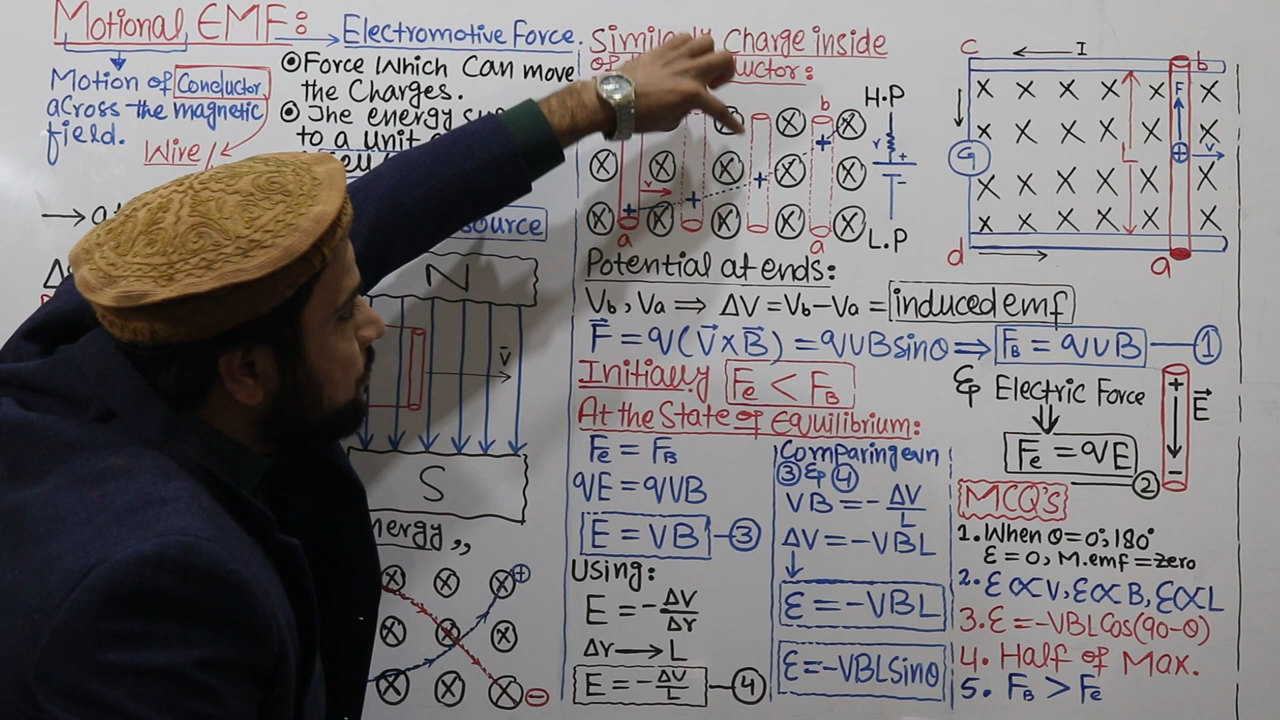 Motional EMF:
Electromotive Force.
Motion of Conductor,
across the magnetic
field.
Wire/
⊙ Force Which Can move
the Charges.
⊙ The energy
to a unit
source
N
V⃗
S
nergy,,
+
−
Charge inside
of
:
a
v
b
a
H.P
r
+
-
L.P
C
I
b
F
G
L
v
d
a
Potential at ends:
Vb, Va ⇒ ΔV = Vb - Va = induced emf
F⃗ = q(V⃗ x B⃗) = qVBsinθ ⇒ FB = qVB - ①
Initially Fe < FB
& Electric Force
Fe = qE ②
+
E⃗
-
At the State of Equilibrium:
Fe = FB
qE = qVB
E = VB - ③
Using:
E = - ΔV/Δr
Δr → L
E = - ΔV/L - ④
Comparing eqn
③ & ④
VB = - ΔV/L
ΔV = -VBL
ε = -VBL
ε = -VBLSinθ
MCQ's
1. When θ = 0°, 180°
ε = 0, M.emf = zero
2. ε ∝ V, ε ∝ B, ε ∝ L
3. ε = -VBL Cos(90-θ)
4. Half of Max.
5. FB > Fe